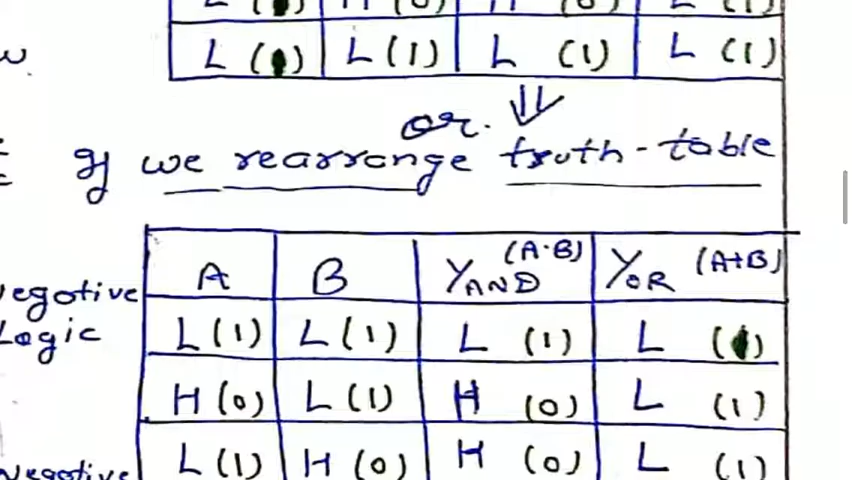 L (1) L (1) L (1) L (1)
or.
If we rearrange truth-table
A B Y AND (A·B) Y OR (A+B)
L (1) L (1) L (1) L (1)
Logic
H (0) L (1) H (0) L (1)
L (1) H (0) H (0) L (1)